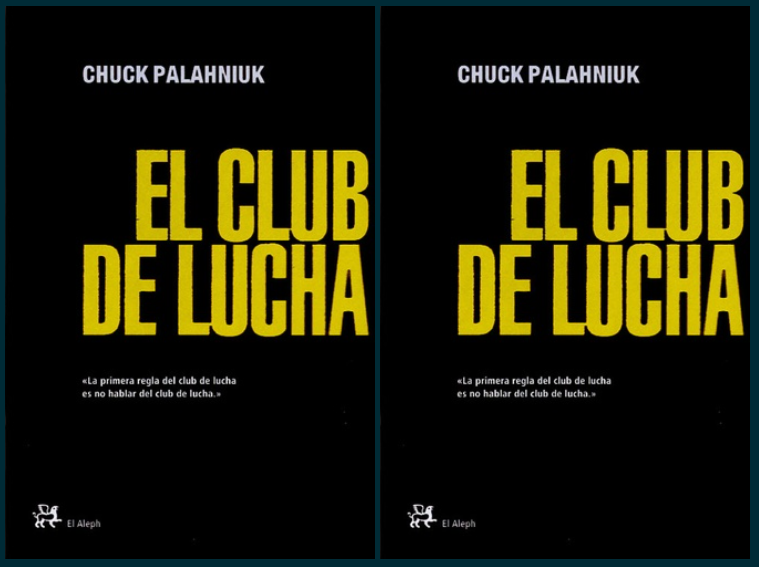 CHUCK PALAHNIUK
EL CLUB
DE LUCHA
«La primera regla del club de lucha
es no hablar del club de lucha.»
El Aleph
CHUCK PALAHNIUK
EL CLUB
DE LUCHA
«La primera regla del club de lucha
es no hablar del club de lucha.»
El Aleph